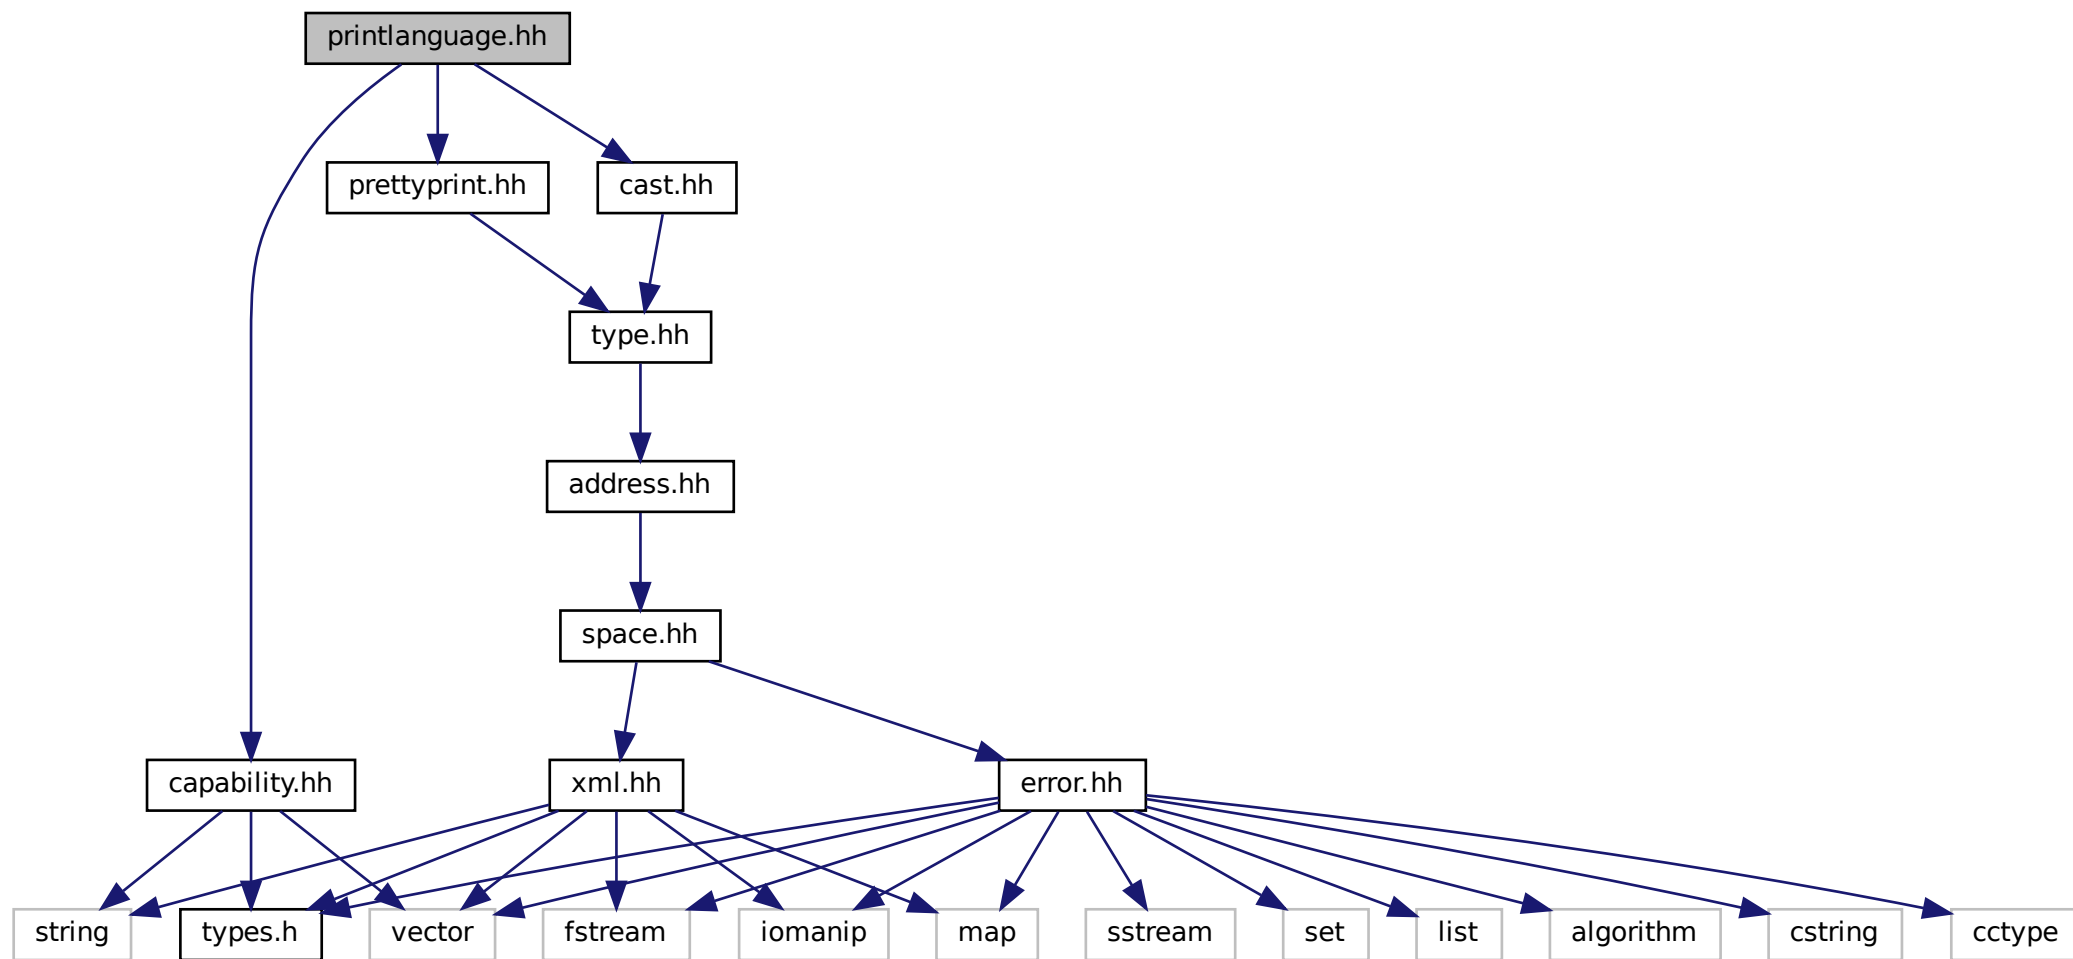 printlanguage.hh
prettyprint.hh
cast.hh
type.hh
address.hh
space.hh
capability.hh
xml.hh
error.hh
string
types.h
vector
fstream
iomanip
map
sstream
set
list
algorithm
cstring
cctype